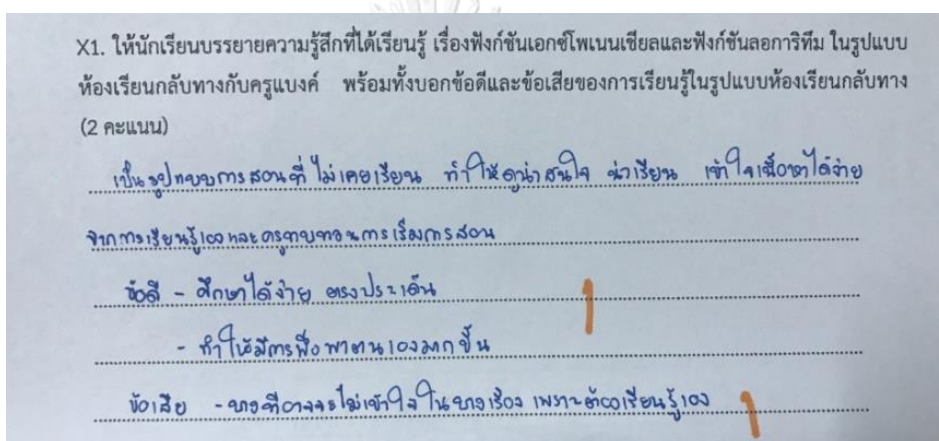 X1. ให้นักเรียนบรรยายความรู้สึกที่ได้เรียนรู้ เรื่องฟังก์ชันเอกซ์โพเนนเชียลและฟังก์ชันลอการิทึม ในรูปแบบ
ห้องเรียนกลับทางกับครูแบงค์ พร้อมทั้งบอกข้อดีและข้อเสียของการเรียนรู้ในรูปแบบห้องเรียนกลับทาง
(2 คะแนน)
เป็นรูปแบบการสอนที่ไม่เคยเรียน ทำให้ดูน่าสนใจ น่าเรียน เข้าใจเนื้อหาได้ง่าย
จากการเรียนรู้เองและครูทบทวนการเริ่มการสอน
ข้อดี - ศึกษาได้ง่าย ตรงประเด็น
1
- ทำให้มีการพึ่งพาตนเองมากขึ้น
ข้อเสีย - บางทีอาจจะไม่เข้าใจในบางเรื่อง เพราะต้องเรียนรู้เอง
1